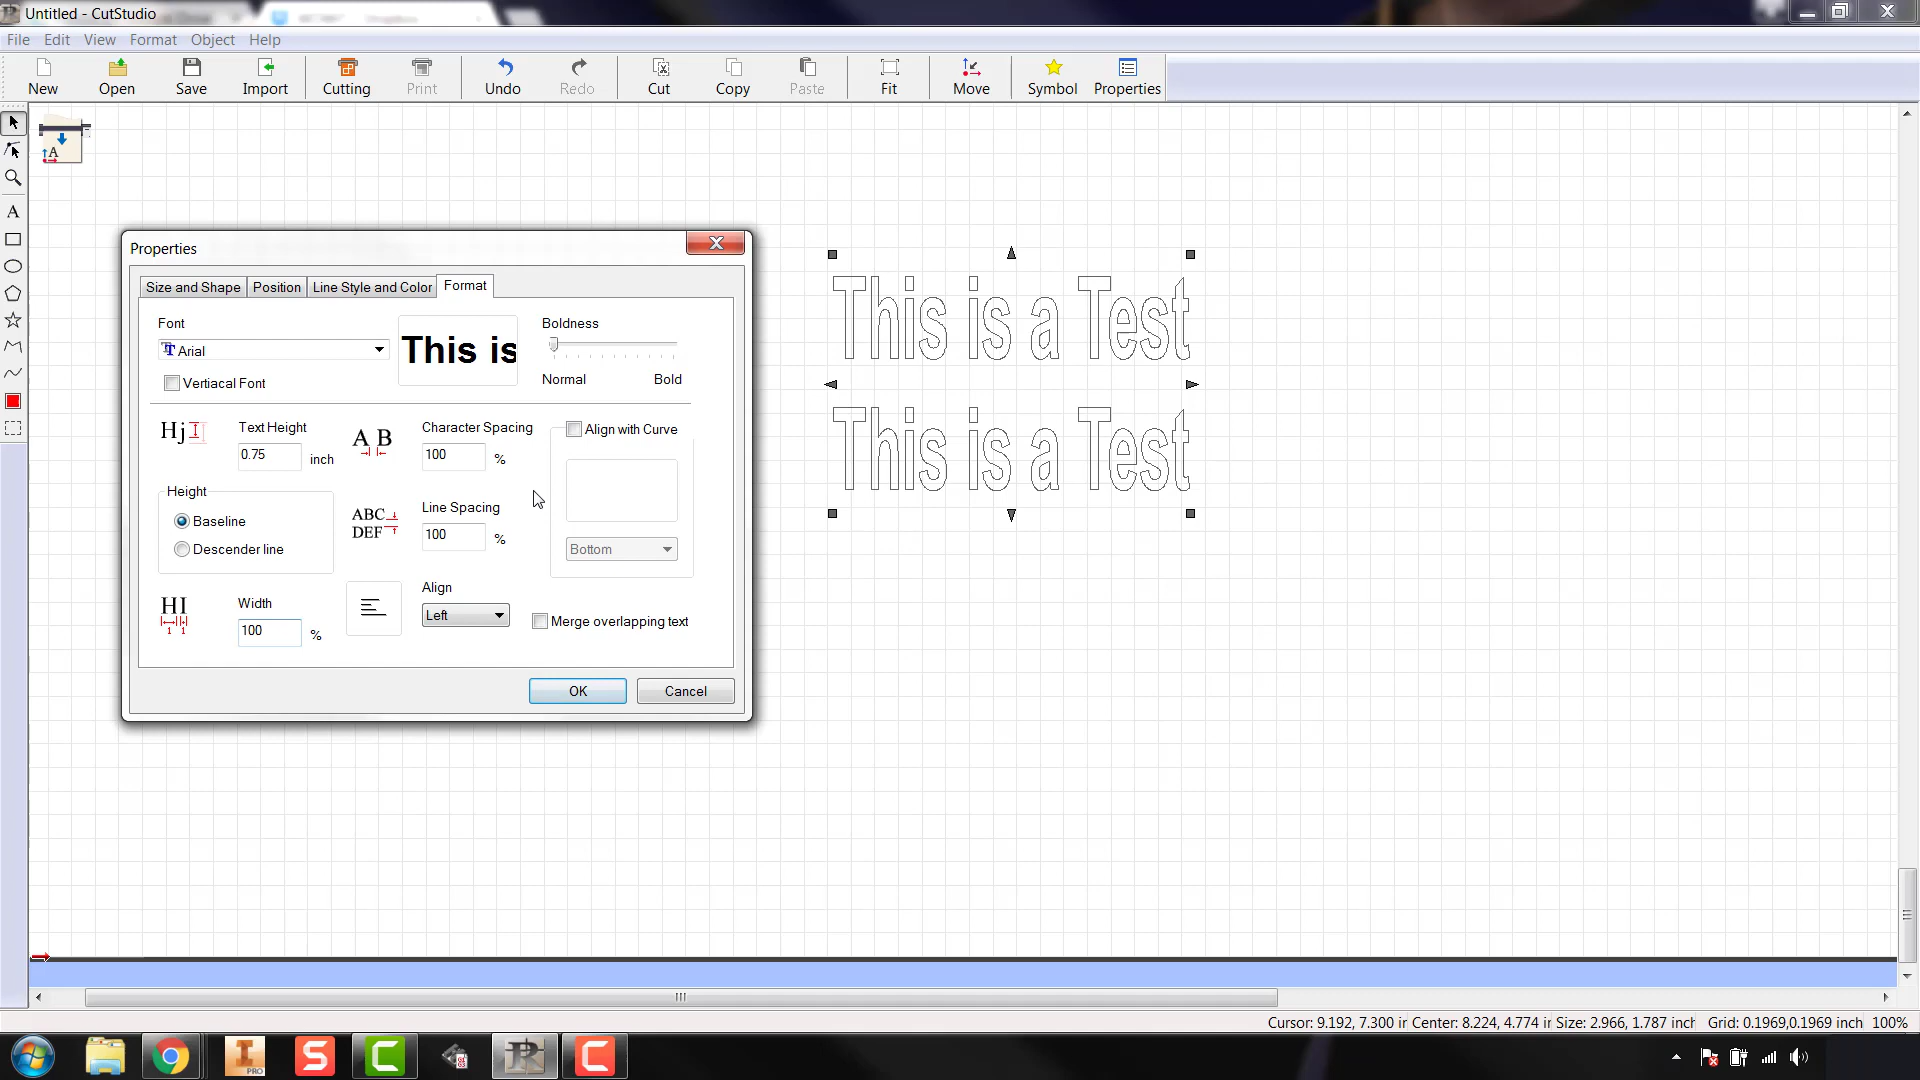 Untitled - CutStudio
File Edit View Format Object Help
New Open Save Import Cutting Print Undo Redo Cut Copy Paste Fit Move Symbol Properties
A
A
Properties
Size and Shape Position Line Style and Color Format
Font
Arial
This is
Boldness
Normal Bold
Vertiacal Font
Hj
Text Height
0.75 inch
A B
Character Spacing
100 %
Align with Curve
Height
Baseline
Descender line
ABC
DEF
Line Spacing
100 %
Bottom
HI
1 1
Width
100 %
Align
Left
Merge overlapping text
OK Cancel
This is a Test
This is a Test
Cursor: 9.192, 7.300 ir Center: 8.224, 4.774 ir Size: 2.966, 1.787 inch Grid: 0.1969,0.1969 inch 100%
PRO